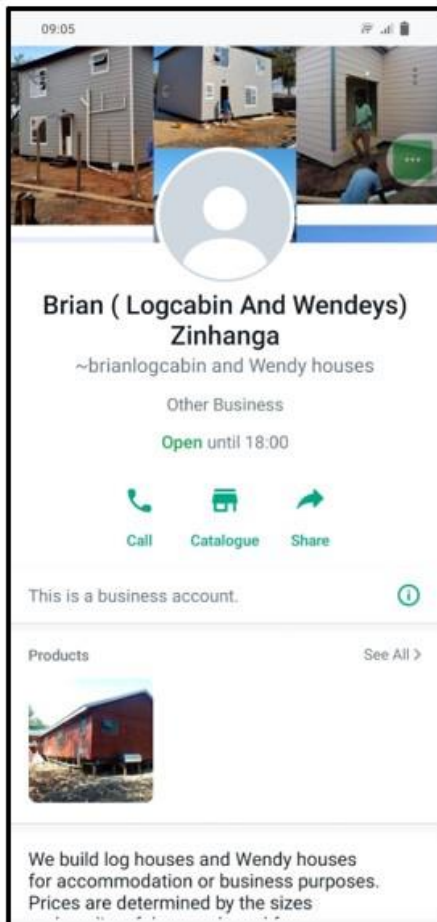 09:05
Brian ( Logcabin And Wendeys)
Zinhanga
~brianlogcabin and Wendy houses
Other Business
Open until 18:00
Call Catalogue Share
This is a business account.
Products See All >
We build log houses and Wendy houses
for accommodation or business purposes.
Prices are determined by the sizes